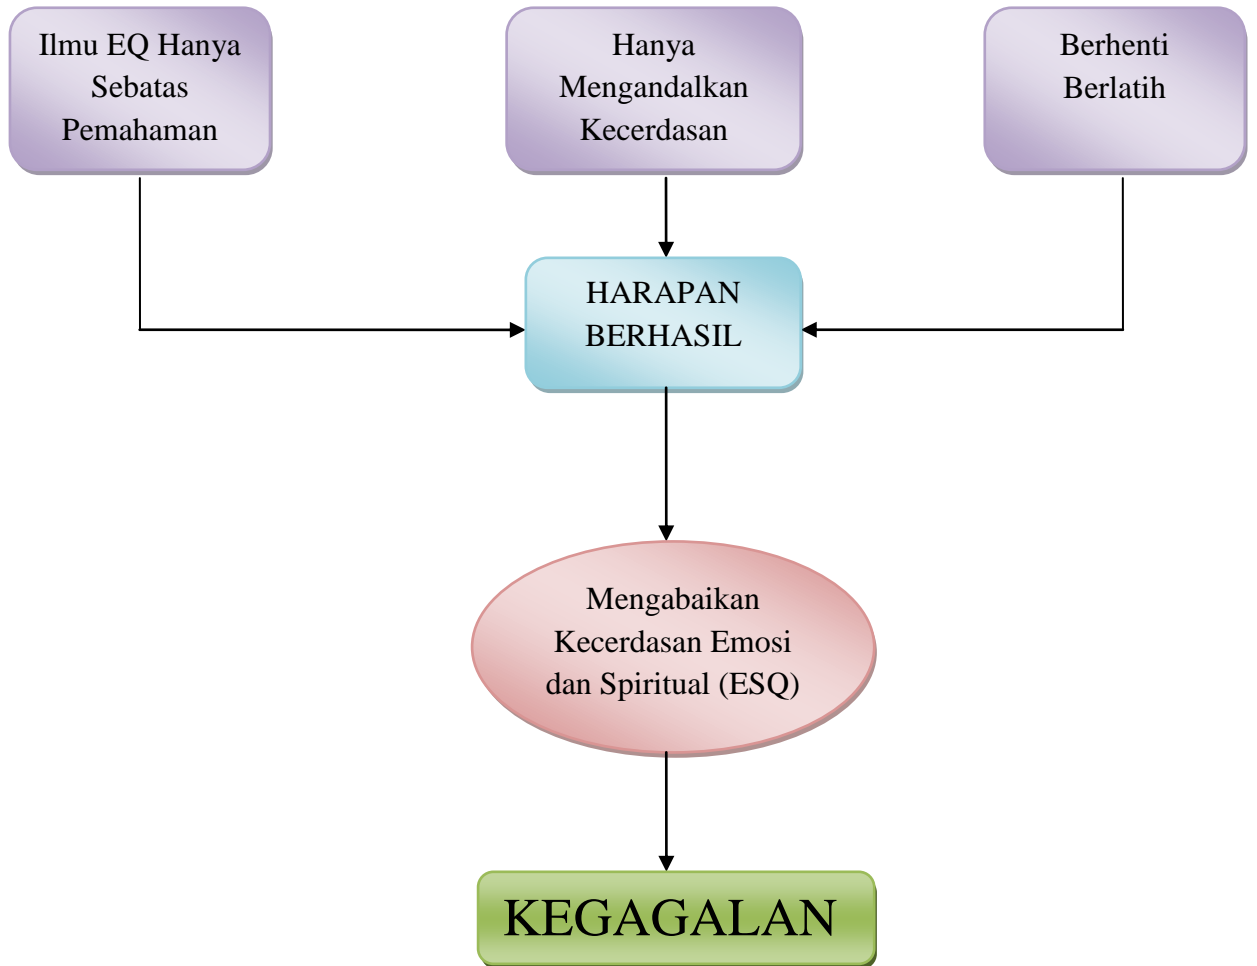 Ilmu EQ Hanya
Sebatas
Pemahaman
Hanya
Mengandalkan
Kecerdasan
Berhenti
Berlatih
HARAPAN
BERHASIL
Mengabaikan
Kecerdasan Emosi
dan Spiritual (ESQ)
KEGAGALAN